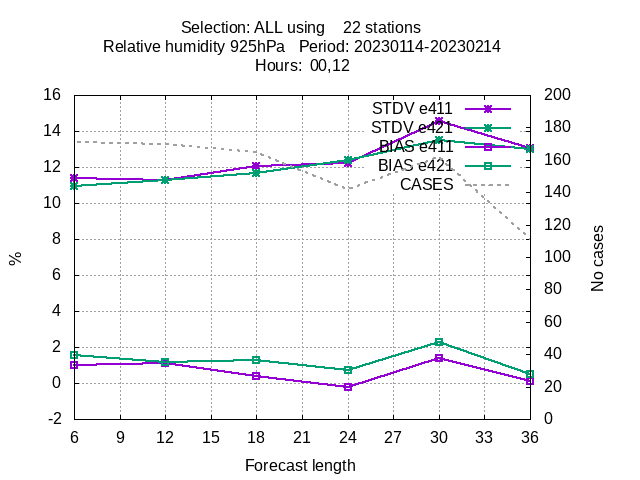 Selection: ALL using    22 stations
Relative humidity 925hPa   Period: 20230114-20230214
Hours:  00,12
16
14
12
10
8
6
4
2
0
-2
%
200
180
160
140
120
100
80
60
40
20
0
No cases
STDV e411
STDV e421
BIAS e411
BIAS e421
CASES
6 9 12 15 18 21 24 27 30 33 36
Forecast length